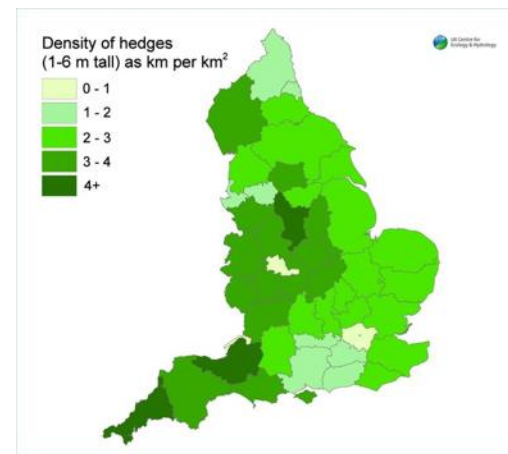 Density of hedges
(1-6 m tall) as km per km²
0 - 1
1 - 2
2 - 3
3 - 4
4+
UK Centre for
Ecology & Hydrology